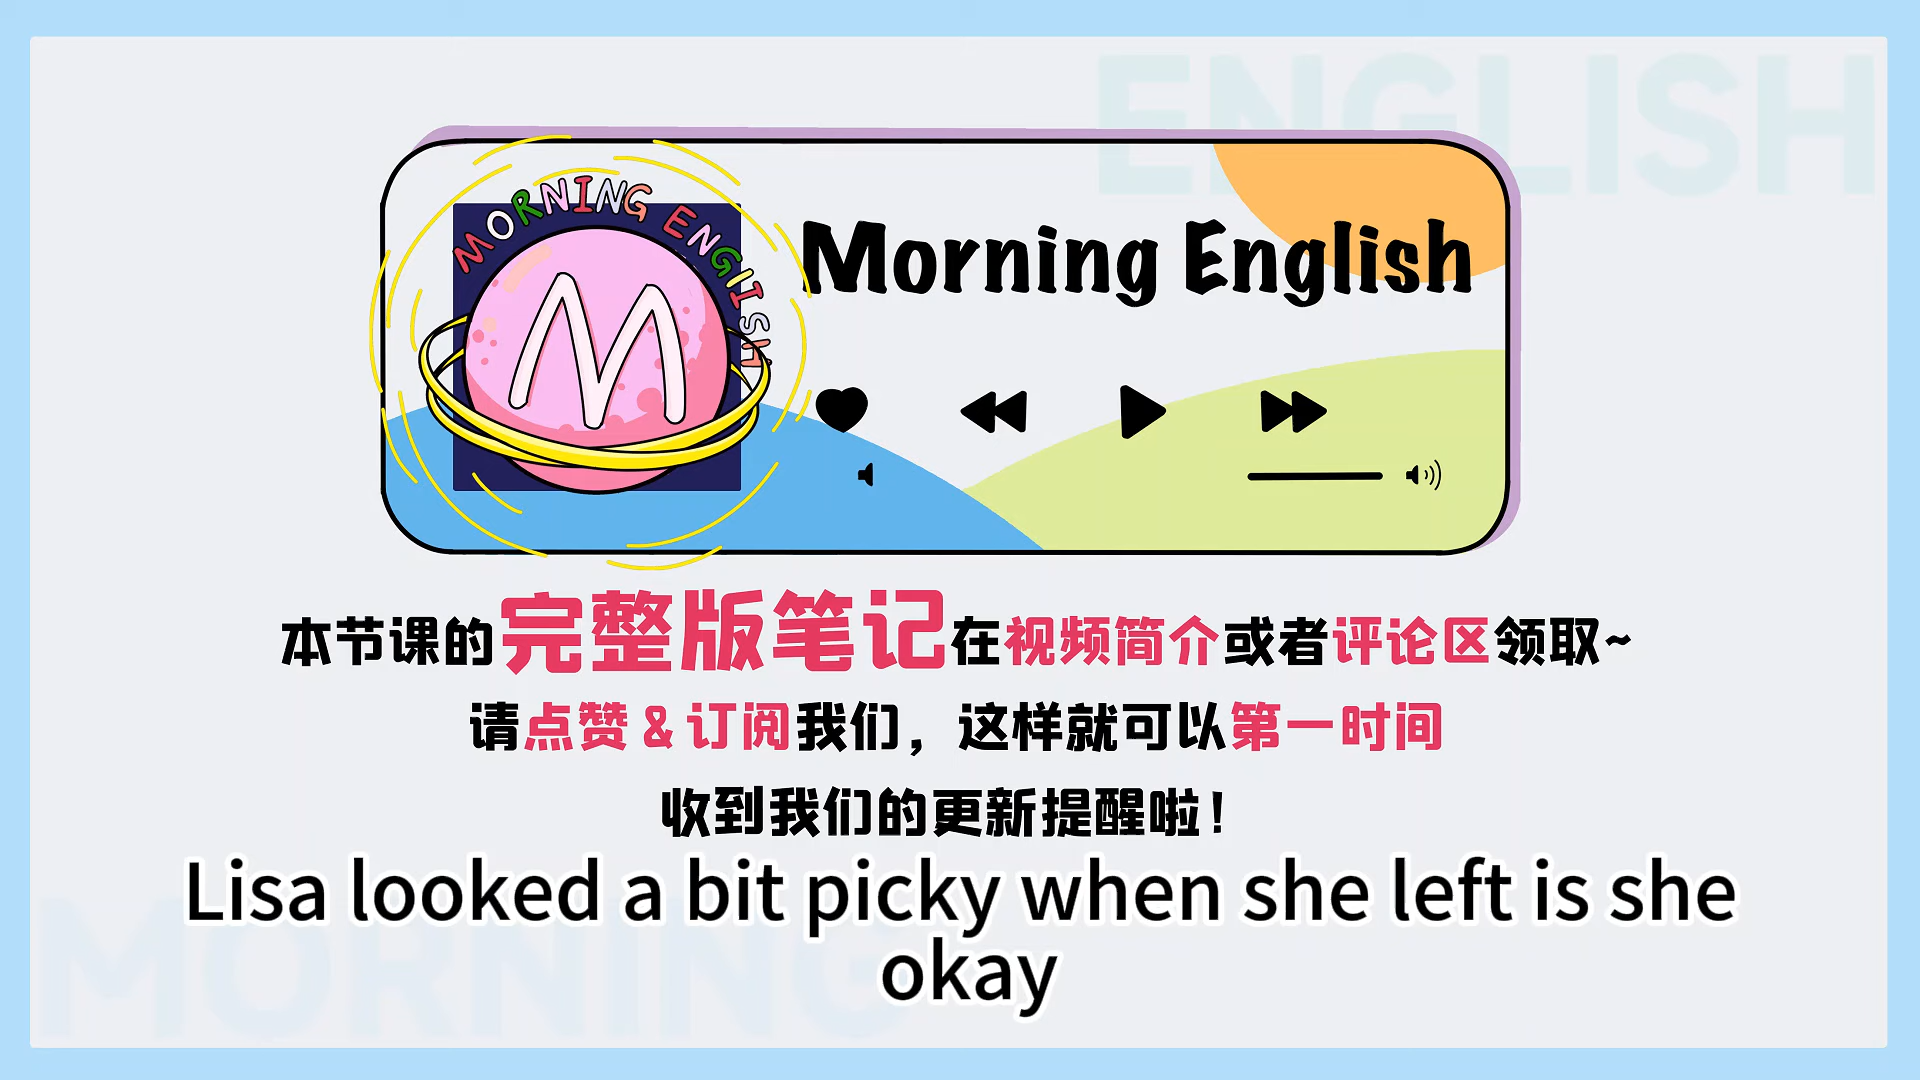 ENGLISH
MORNING ENGLISH
M
Morning English
本节课的完整版笔记在视频简介或者评论区领取~
请点赞&订阅我们，这样就可以第一时间
收到我们的更新提醒啦！
Lisa looked a bit picky when she left is she
okay
MORNING